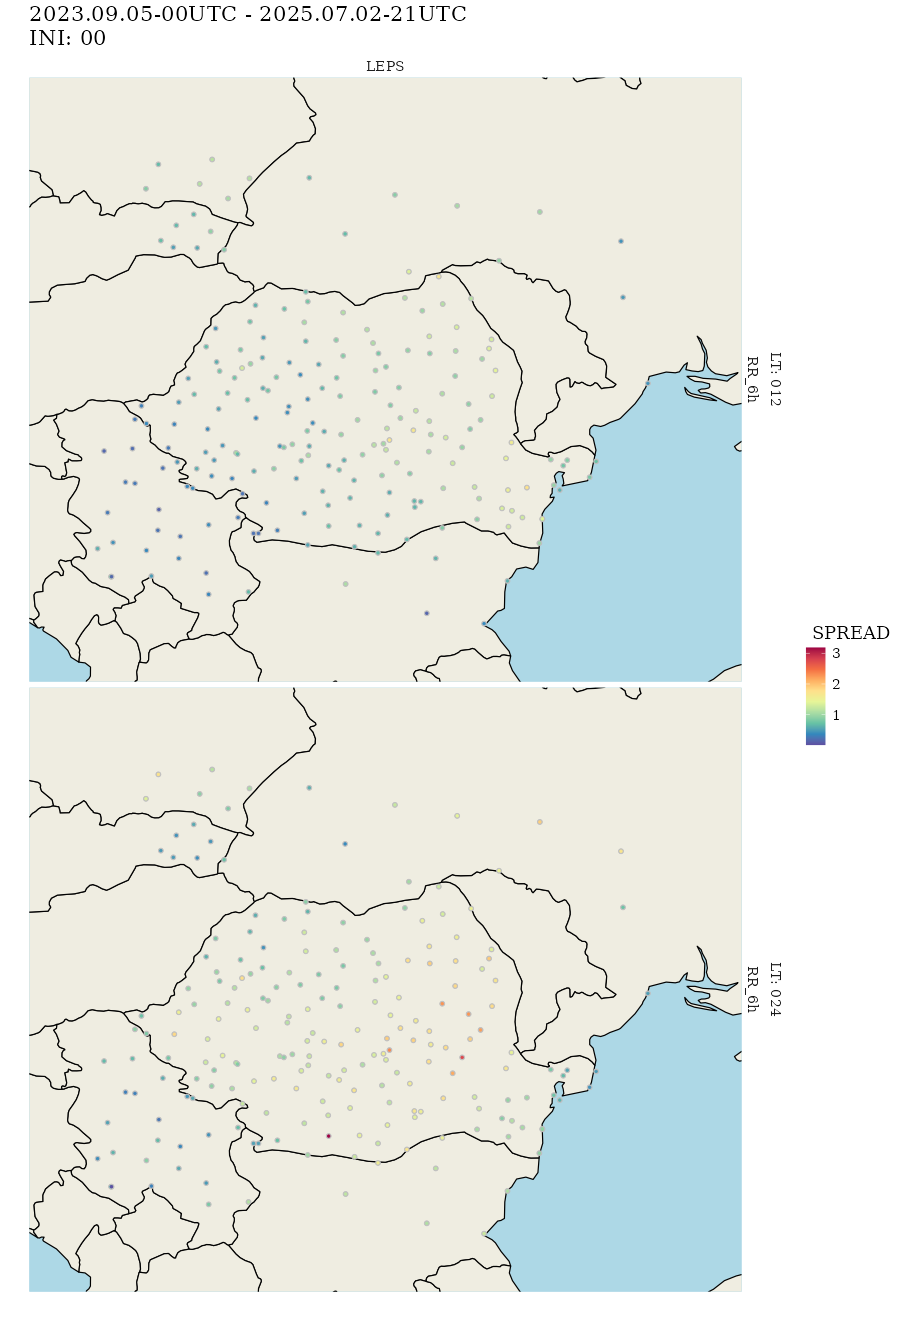 2023.09.05-00UTC - 2025.07.02-21UTC
INI: 00
LEPS
LT: 012
RR_6h
SPREAD
3
2
1
LT: 024
RR_6h